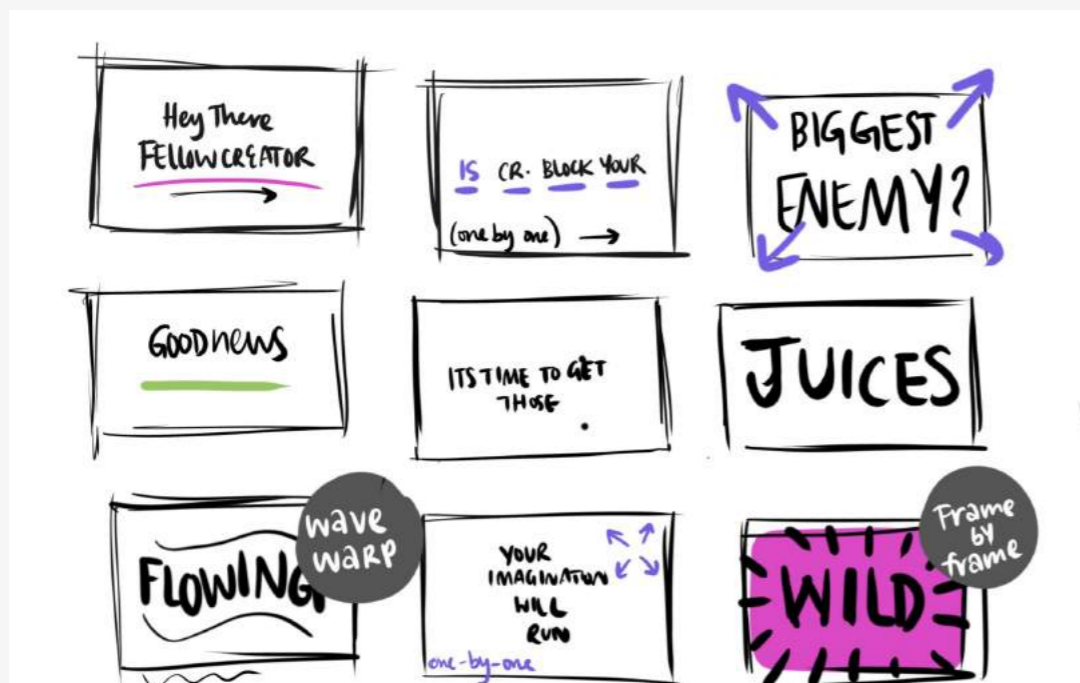 Hey There
FELLOW CREATOR
IS CR. BLOCK YOUR
(one by one)
BIGGEST
ENEMY?
GOOD news
ITS TIME TO GET
THOSE
JUICES
FLOWING
wave
warp
YOUR
IMAGINATION
WILL
RUN
one-by-one
WILD
Frame
by
frame